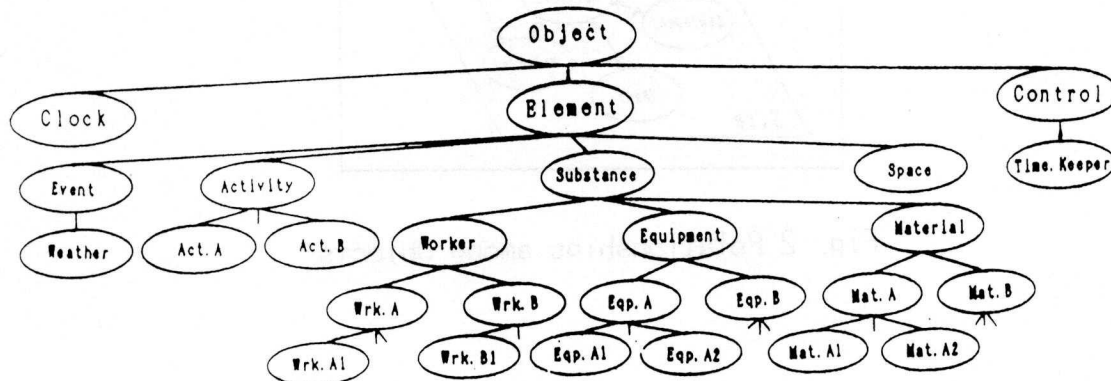 Object
Clock
Element
Control
Event
Activity
Substance
Space
Time.Keeper
Weather
Act.A
Act.B
Worker
Equipment
Material
Wrk.A
Wrk.B
Eqp.A
Eqp.B
Mat.A
Mat.B
Wrk.A1
Wrk.B1
Eqp.A1
Eqp.A2
Mat.A1
Mat.A2